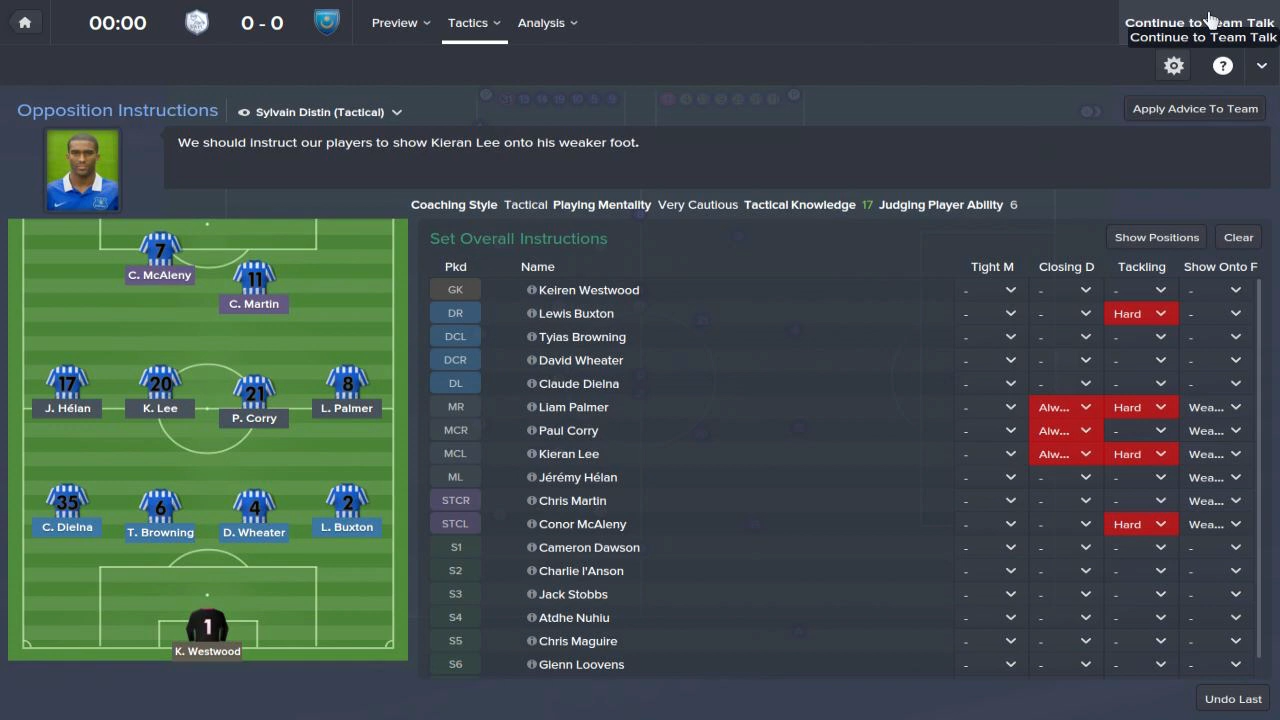 00:00
0 - 0
Preview
Tactics
Analysis
Continue to Team Talk
Continue to Team Talk
?
Opposition Instructions
Sylvain Distin (Tactical)
Apply Advice To Team
We should instruct our players to show Kieran Lee onto his weaker foot.
Coaching Style Tactical Playing Mentality Very Cautious Tactical Knowledge 17 Judging Player Ability 6
7
C. McAleny
11
C. Martin
17
J. Hélan
20
K. Lee
21
P. Corry
8
L. Palmer
35
C. Dielna
6
T. Browning
4
D. Wheater
2
L. Buxton
1
K. Westwood
Set Overall Instructions
Show Positions
Clear
Pkd Name Tight M Closing D Tackling Show Onto F
GK Keiren Westwood - - - -
DR Lewis Buxton - - Hard -
DCL Tyias Browning - - - -
DCR David Wheater - - - -
DL Claude Dielna - - - -
MR Liam Palmer - Alw... Hard Wea...
MCR Paul Corry - Alw... - Wea...
MCL Kieran Lee - Alw... Hard Wea...
ML Jérémy Hélan - - - Wea...
STCR Chris Martin - - - Wea...
STCL Conor McAleny - - Hard Wea...
S1 Cameron Dawson - - - -
S2 Charlie I'Anson - - - -
S3 Jack Stobbs - - - -
S4 Atdhe Nuhiu - - - -
S5 Chris Maguire - - - -
S6 Glenn Loovens - - - -
Undo Last